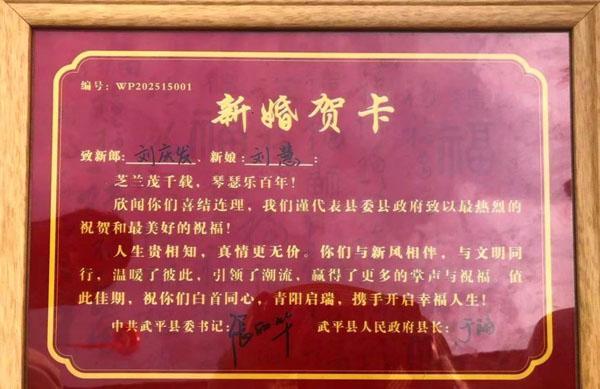 编号：WP202515001
新婚贺卡
致新郎：刘庆发、新娘：刘慧：
芝兰茂千载，琴瑟乐百年！
欣闻你们喜结连理，我们谨代表县委县政府致以最热烈的
祝贺和最美好的祝福！
人生贵相知，真情更无价。你们与新风相伴，与文明同
行，温暖了彼此，引领了潮流，赢得了更多的掌声与祝福。值
此佳期，祝你们白首同心，青阳启瑞，携手开启幸福人生！
中共武平县委书记： 武平县人民政府县长：